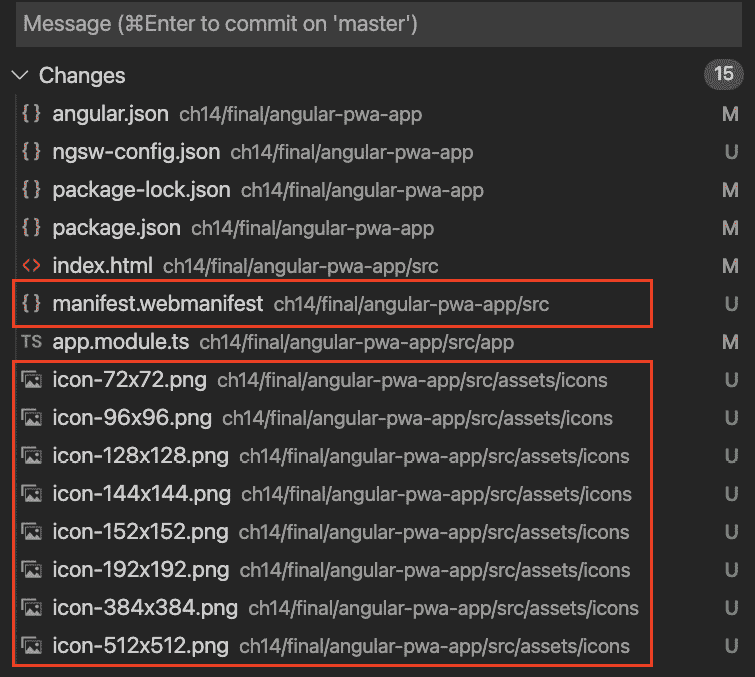 Message (⌘Enter to commit on 'master')
Changes 15
{ } angular.json ch14/final/angular-pwa-app M
{ } ngsw-config.json ch14/final/angular-pwa-app U
{ } package-lock.json ch14/final/angular-pwa-app M
{ } package.json ch14/final/angular-pwa-app M
<> index.html ch14/final/angular-pwa-app/src M
{ } manifest.webmanifest ch14/final/angular-pwa-app/src U
TS app.module.ts ch14/final/angular-pwa-app/src/app M
icon-72x72.png ch14/final/angular-pwa-app/src/assets/icons U
icon-96x96.png ch14/final/angular-pwa-app/src/assets/icons U
icon-128x128.png ch14/final/angular-pwa-app/src/assets/icons U
icon-144x144.png ch14/final/angular-pwa-app/src/assets/icons U
icon-152x152.png ch14/final/angular-pwa-app/src/assets/icons U
icon-192x192.png ch14/final/angular-pwa-app/src/assets/icons U
icon-384x384.png ch14/final/angular-pwa-app/src/assets/icons U
icon-512x512.png ch14/final/angular-pwa-app/src/assets/icons U